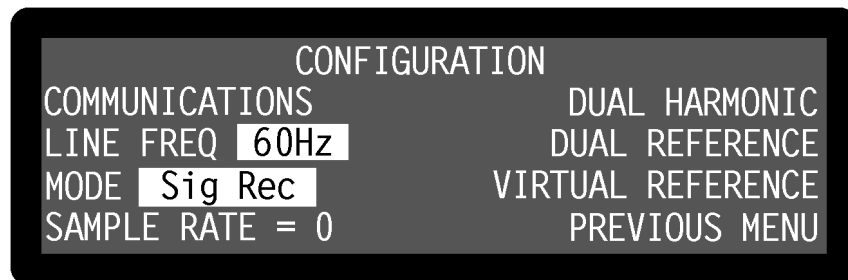 CONFIGURATION
COMMUNICATIONS DUAL HARMONIC
LINE FREQ 60Hz DUAL REFERENCE
MODE Sig Rec VIRTUAL REFERENCE
SAMPLE RATE = 0 PREVIOUS MENU